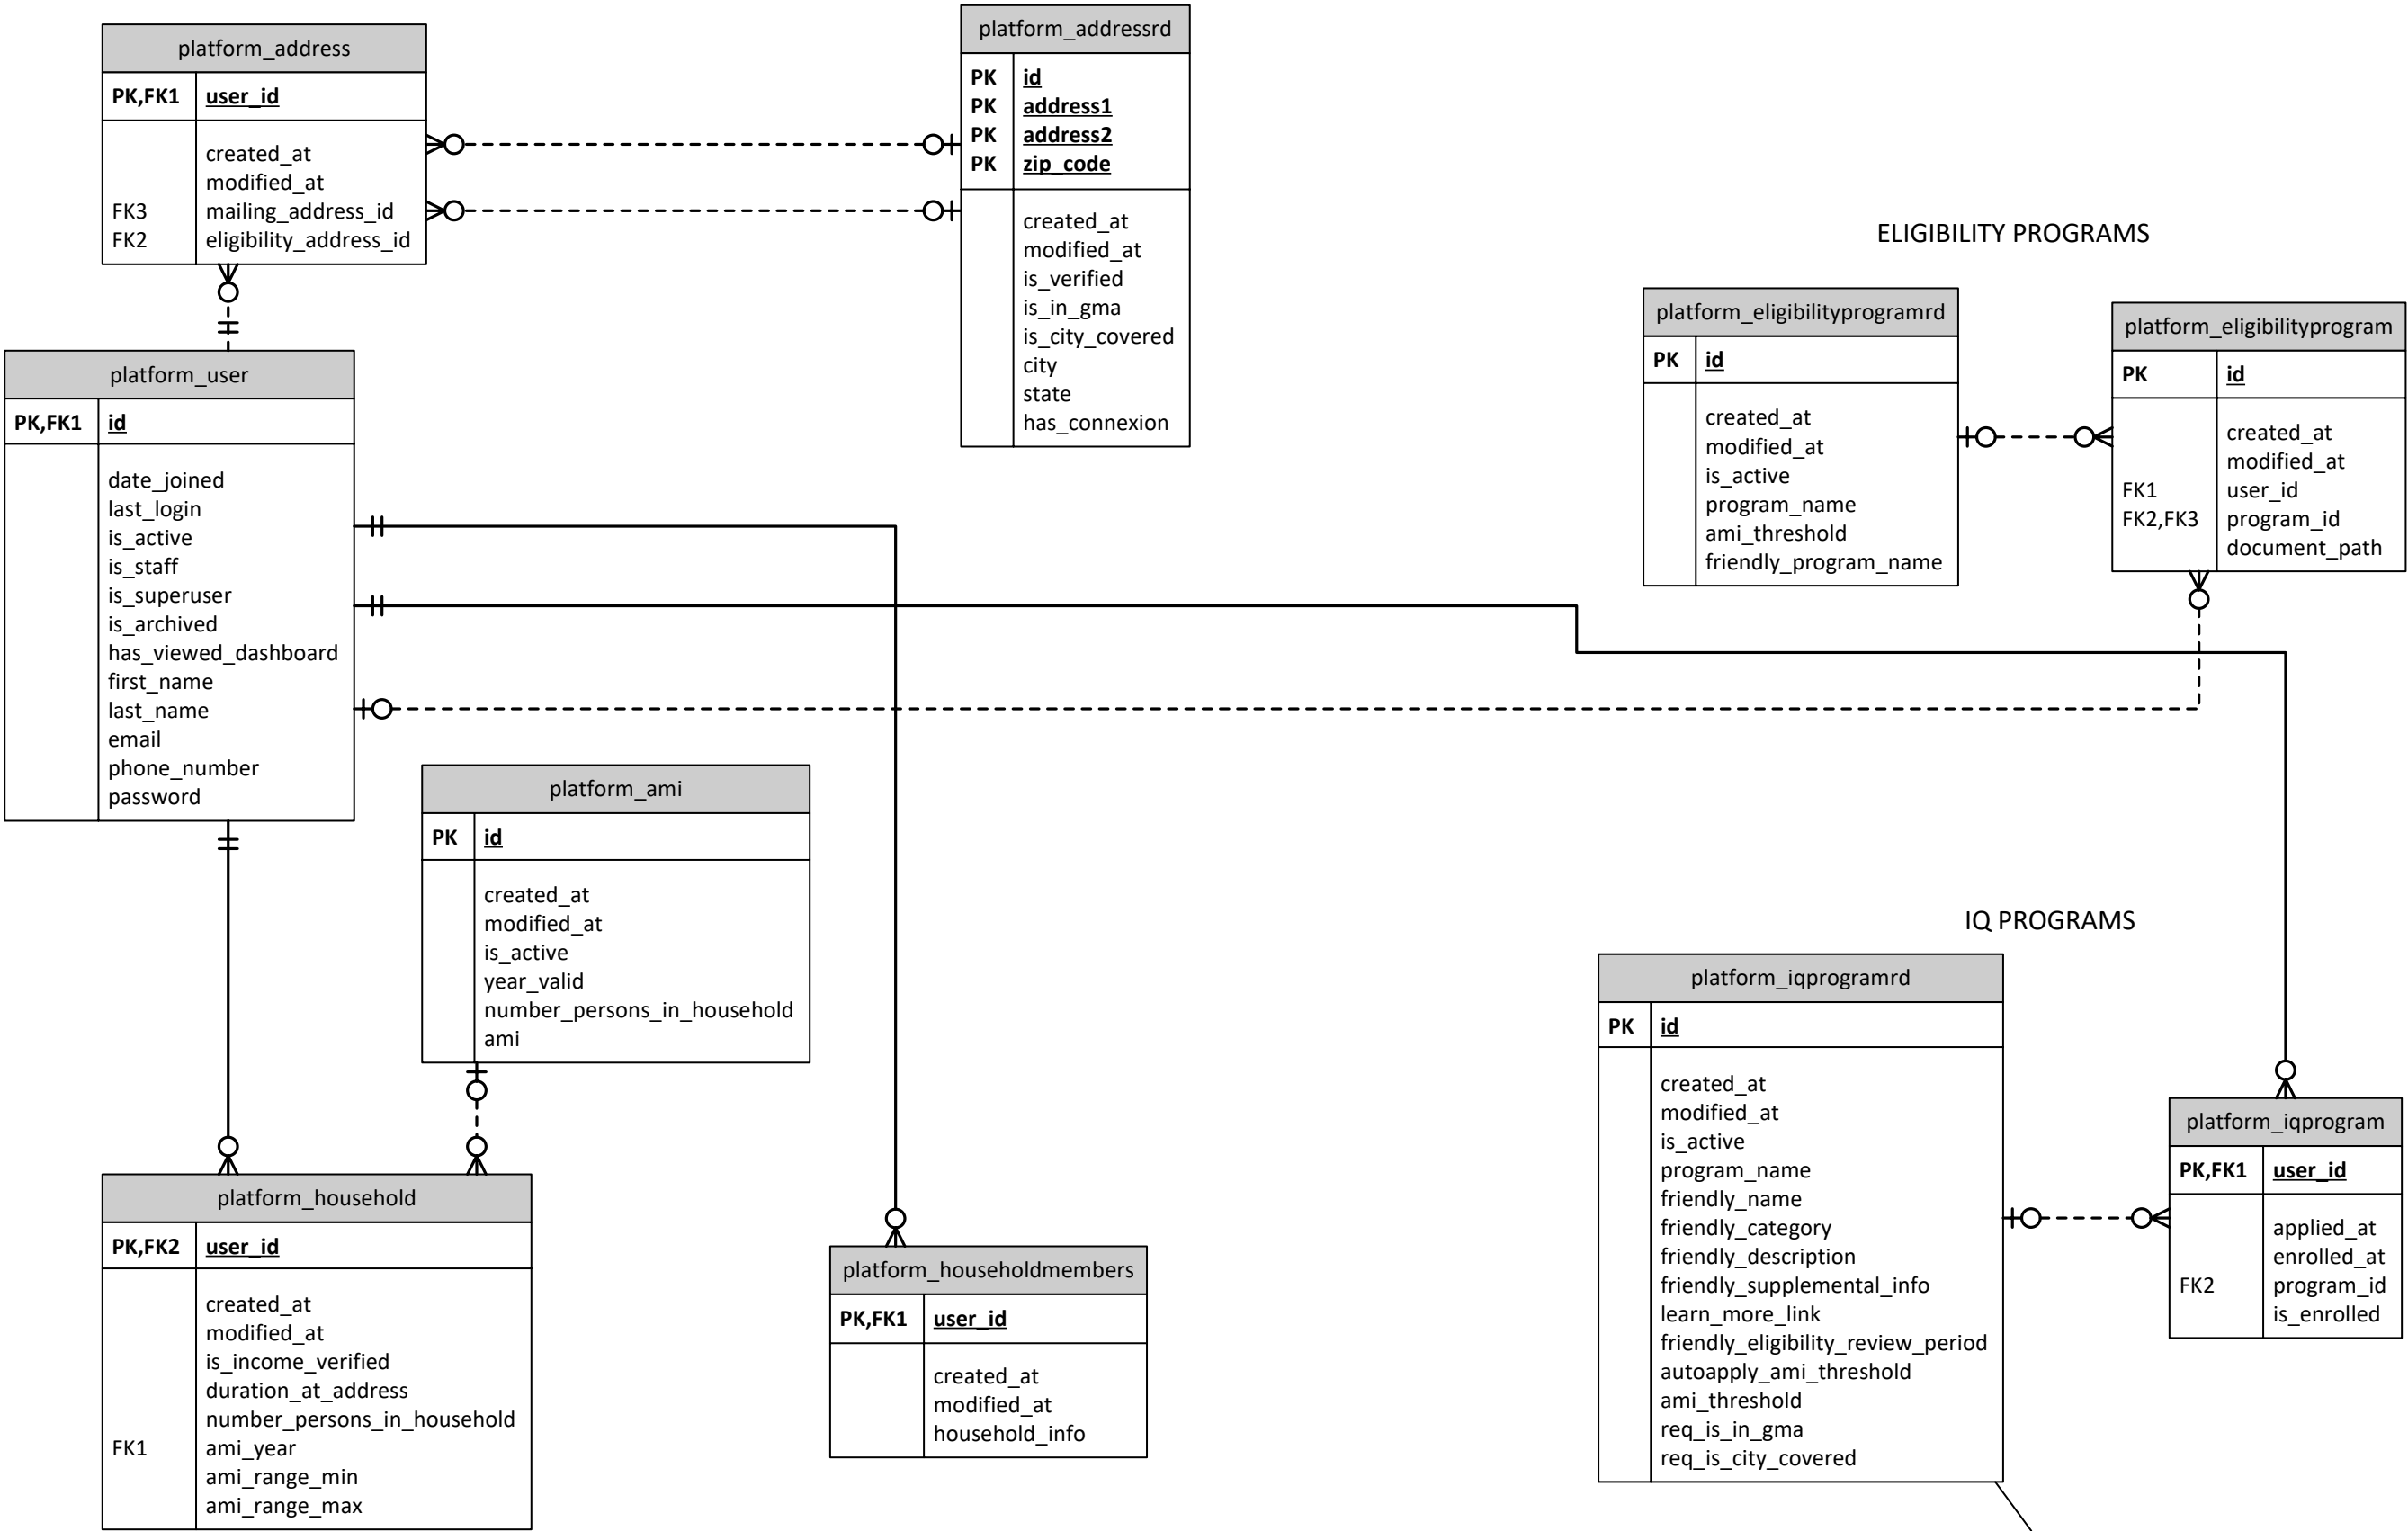 platform_address
PK,FK1 user_id
created_at
modified_at
FK3 mailing_address_id
FK2 eligibility_address_id
platform_addressrd
PK id
PK address1
PK address2
PK zip_code
created_at
modified_at
is_verified
is_in_gma
is_city_covered
city
state
has_connexion
ELIGIBILITY PROGRAMS
platform_eligibilityprogramrd
PK id
created_at
modified_at
is_active
program_name
ami_threshold
friendly_program_name
platform_eligibilityprogram
PK id
created_at
modified_at
FK1 user_id
FK2,FK3 program_id
document_path
platform_user
PK,FK1 id
date_joined
last_login
is_active
is_staff
is_superuser
is_archived
has_viewed_dashboard
first_name
last_name
email
phone_number
password
platform_ami
PK id
created_at
modified_at
is_active
year_valid
number_persons_in_household
ami
IQ PROGRAMS
platform_iqprogramrd
PK id
created_at
modified_at
is_active
program_name
friendly_name
friendly_category
friendly_description
friendly_supplemental_info
learn_more_link
friendly_eligibility_review_period
autoapply_ami_threshold
ami_threshold
req_is_in_gma
req_is_city_covered
platform_iqprogram
PK,FK1 user_id
applied_at
enrolled_at
FK2 program_id
is_enrolled
platform_household
PK,FK2 user_id
created_at
modified_at
is_income_verified
duration_at_address
number_persons_in_household
FK1 ami_year
ami_range_min
ami_range_max
platform_householdmembers
PK,FK1 user_id
created_at
modified_at
household_info